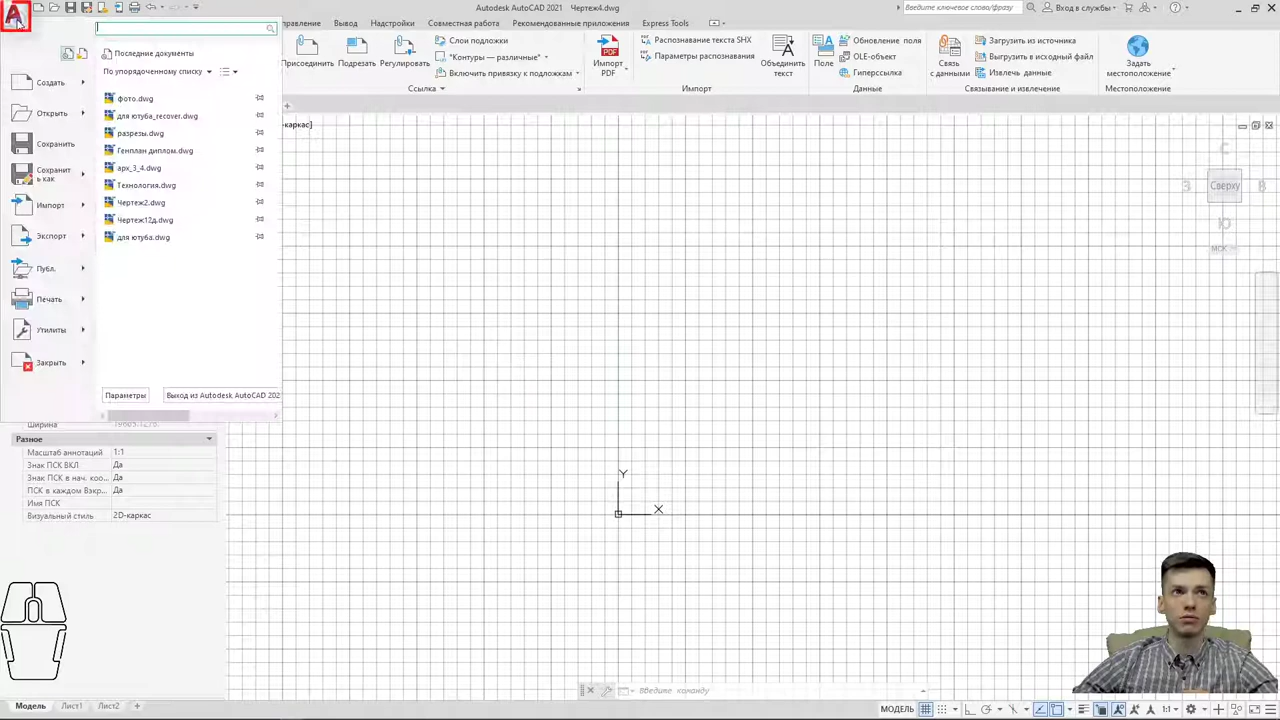 Autodesk AutoCAD 2021 Чертеж4.dwg
Введите ключевое слово/фразу
Вход в службы
Вывод Надстройки Совместная работа Рекомендованные приложения Express Tools
Подрезать
Регулировать
Слои подложки
*Контуры — различные*
Включить привязку к подложкам
Ссылка
Импорт
PDF
Распознавание текста SHX
Параметры распознавания
Объединить
текст
Импорт
Поле
Обновление поля
OLE-объект
Гиперссылка
Данные
Связь
с данными
Загрузить из источника
Выгрузить в исходный файл
Извлечь данные
Связывание и извлечение
Задать
местоположение
Местоположение
Последние документы
По упорядоченному списку
Создать
Открыть
Сохранить
Сохранить
как
Импорт
Экспорт
Публ.
Печать
Утилиты
Закрыть
фото.dwg
для ютуба_recover.dwg
разрезы.dwg
Генплан диплом.dwg
арх_3_4.dwg
Технология.dwg
Чертеж2.dwg
Чертеж12д.dwg
для ютуба.dwg
Параметры
Выход из Autodesk AutoCAD 202
С
З Сверху В
Ю
МСК
Ширина
Разное
Масштаб аннотаций 1:1
Знак ПСК ВКЛ Да
Знак ПСК в нач. коо... Да
ПСК в каждом Вэкр... Да
Имя ПСК
Визуальный стиль 2D-каркас
Y
X
Введите команду
Модель Лист1 Лист2 +
МОДЕЛЬ
1:1